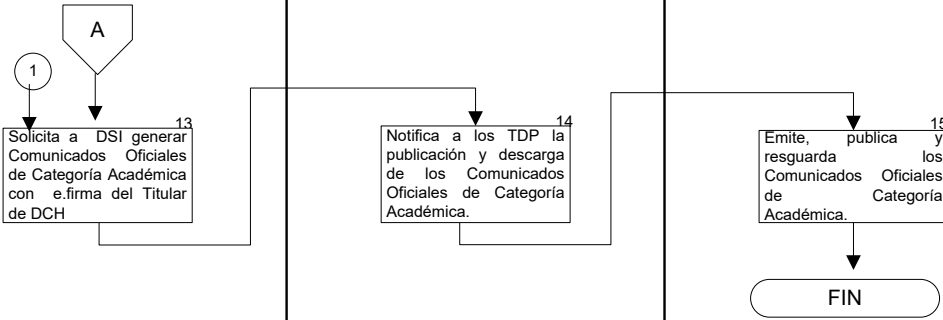 A
1
13
Solicita a DSI generar
Comunicados Oficiales
de Categoría Académica
con e.firma del Titular
de DCH
14
Notifica a los TDP la
publicación y descarga
de los Comunicados
Oficiales de Categoría
Académica.
15
Emite, publica y
resguarda los
Comunicados Oficiales
de Categoría
Académica.
FIN